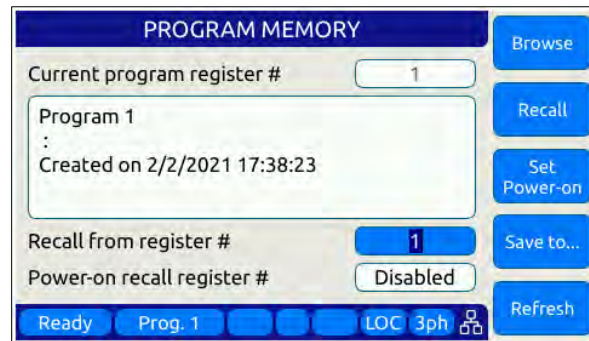 PROGRAM MEMORY
Current program register # 1
Program 1
:
Created on 2/2/2021 17:38:23
Recall from register # 1
Power-on recall register # Disabled
Ready Prog. 1 LOC 3ph
Browse
Recall
Set
Power-on
Save to...
Refresh